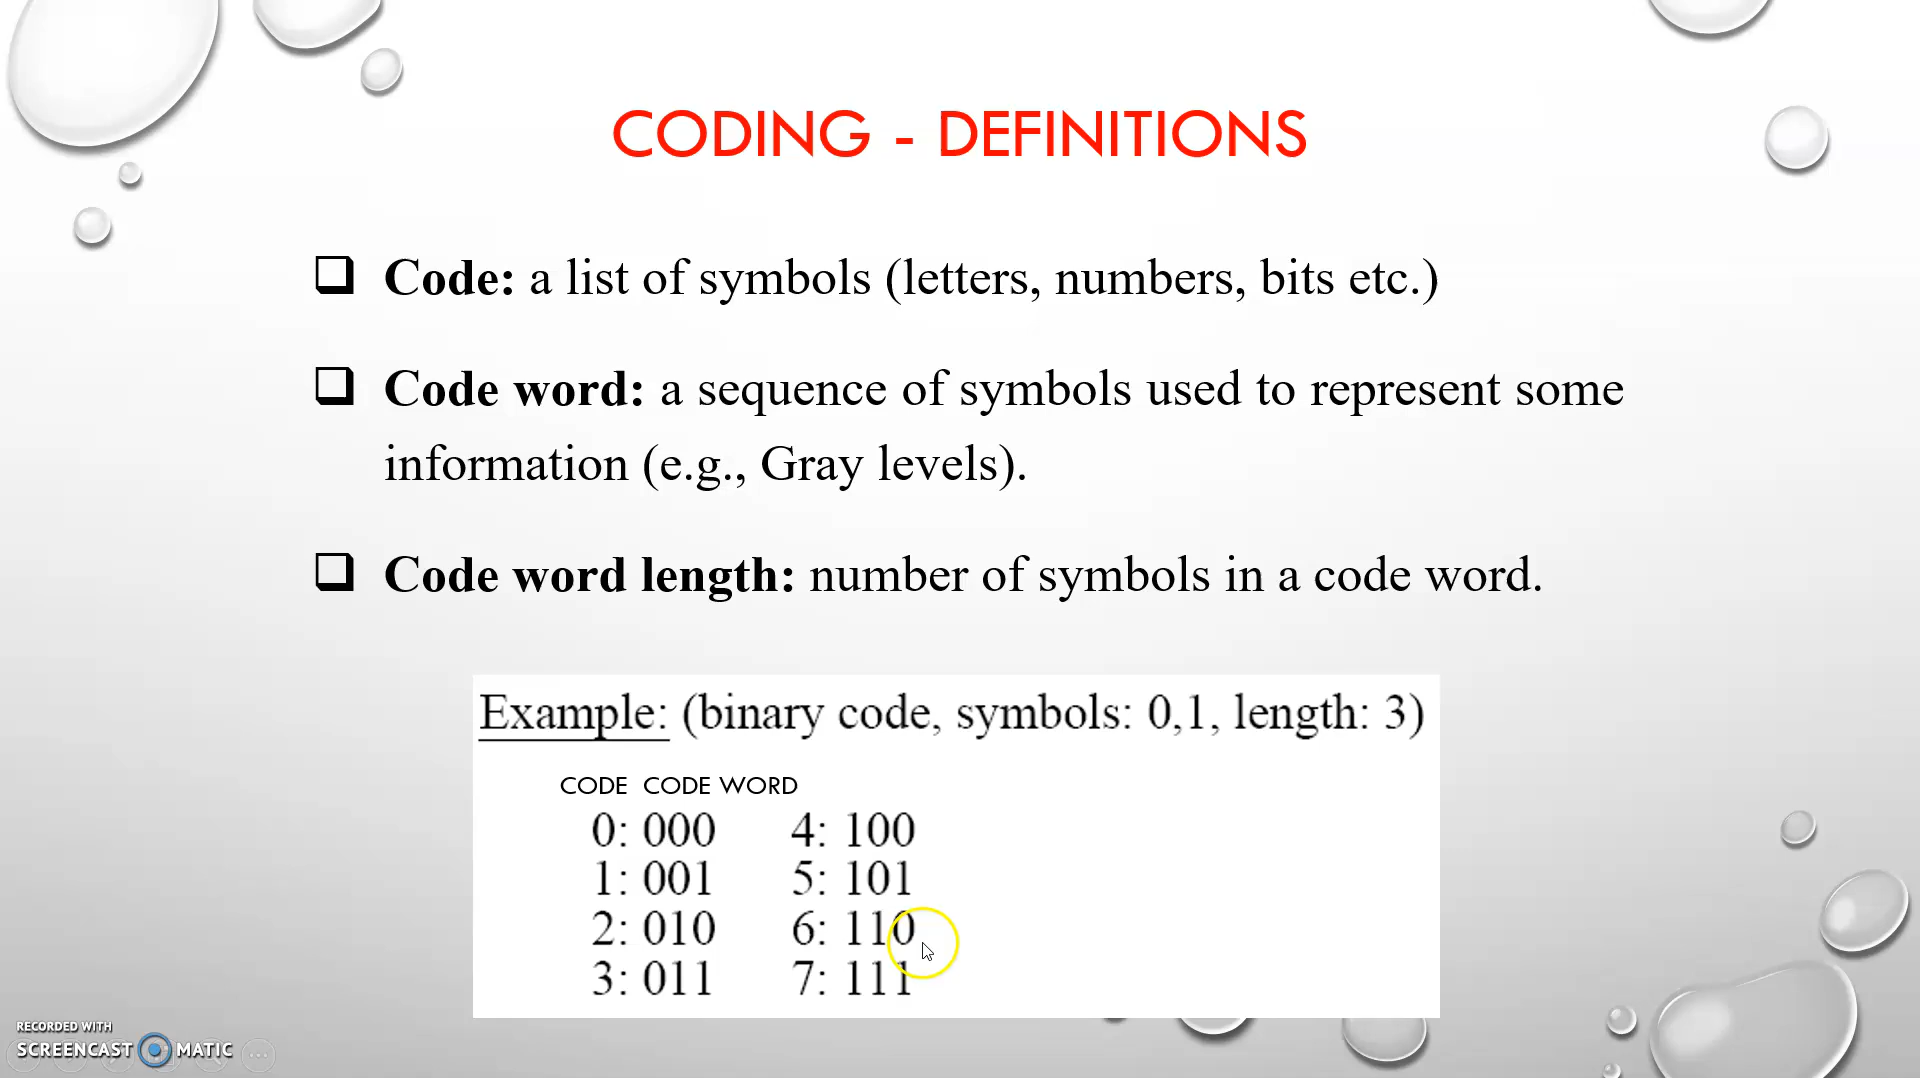 CODING - DEFINITIONS
Code: a list of symbols (letters, numbers, bits etc.)
Code word: a sequence of symbols used to represent some
information (e.g., Gray levels).
Code word length: number of symbols in a code word.
Example: (binary code, symbols: 0,1, length: 3)
CODE CODE WORD
0: 000 4: 100
1: 001 5: 101
2: 010 6: 110
3: 011 7: 111
RECORDED WITH
SCREENCAST MATIC